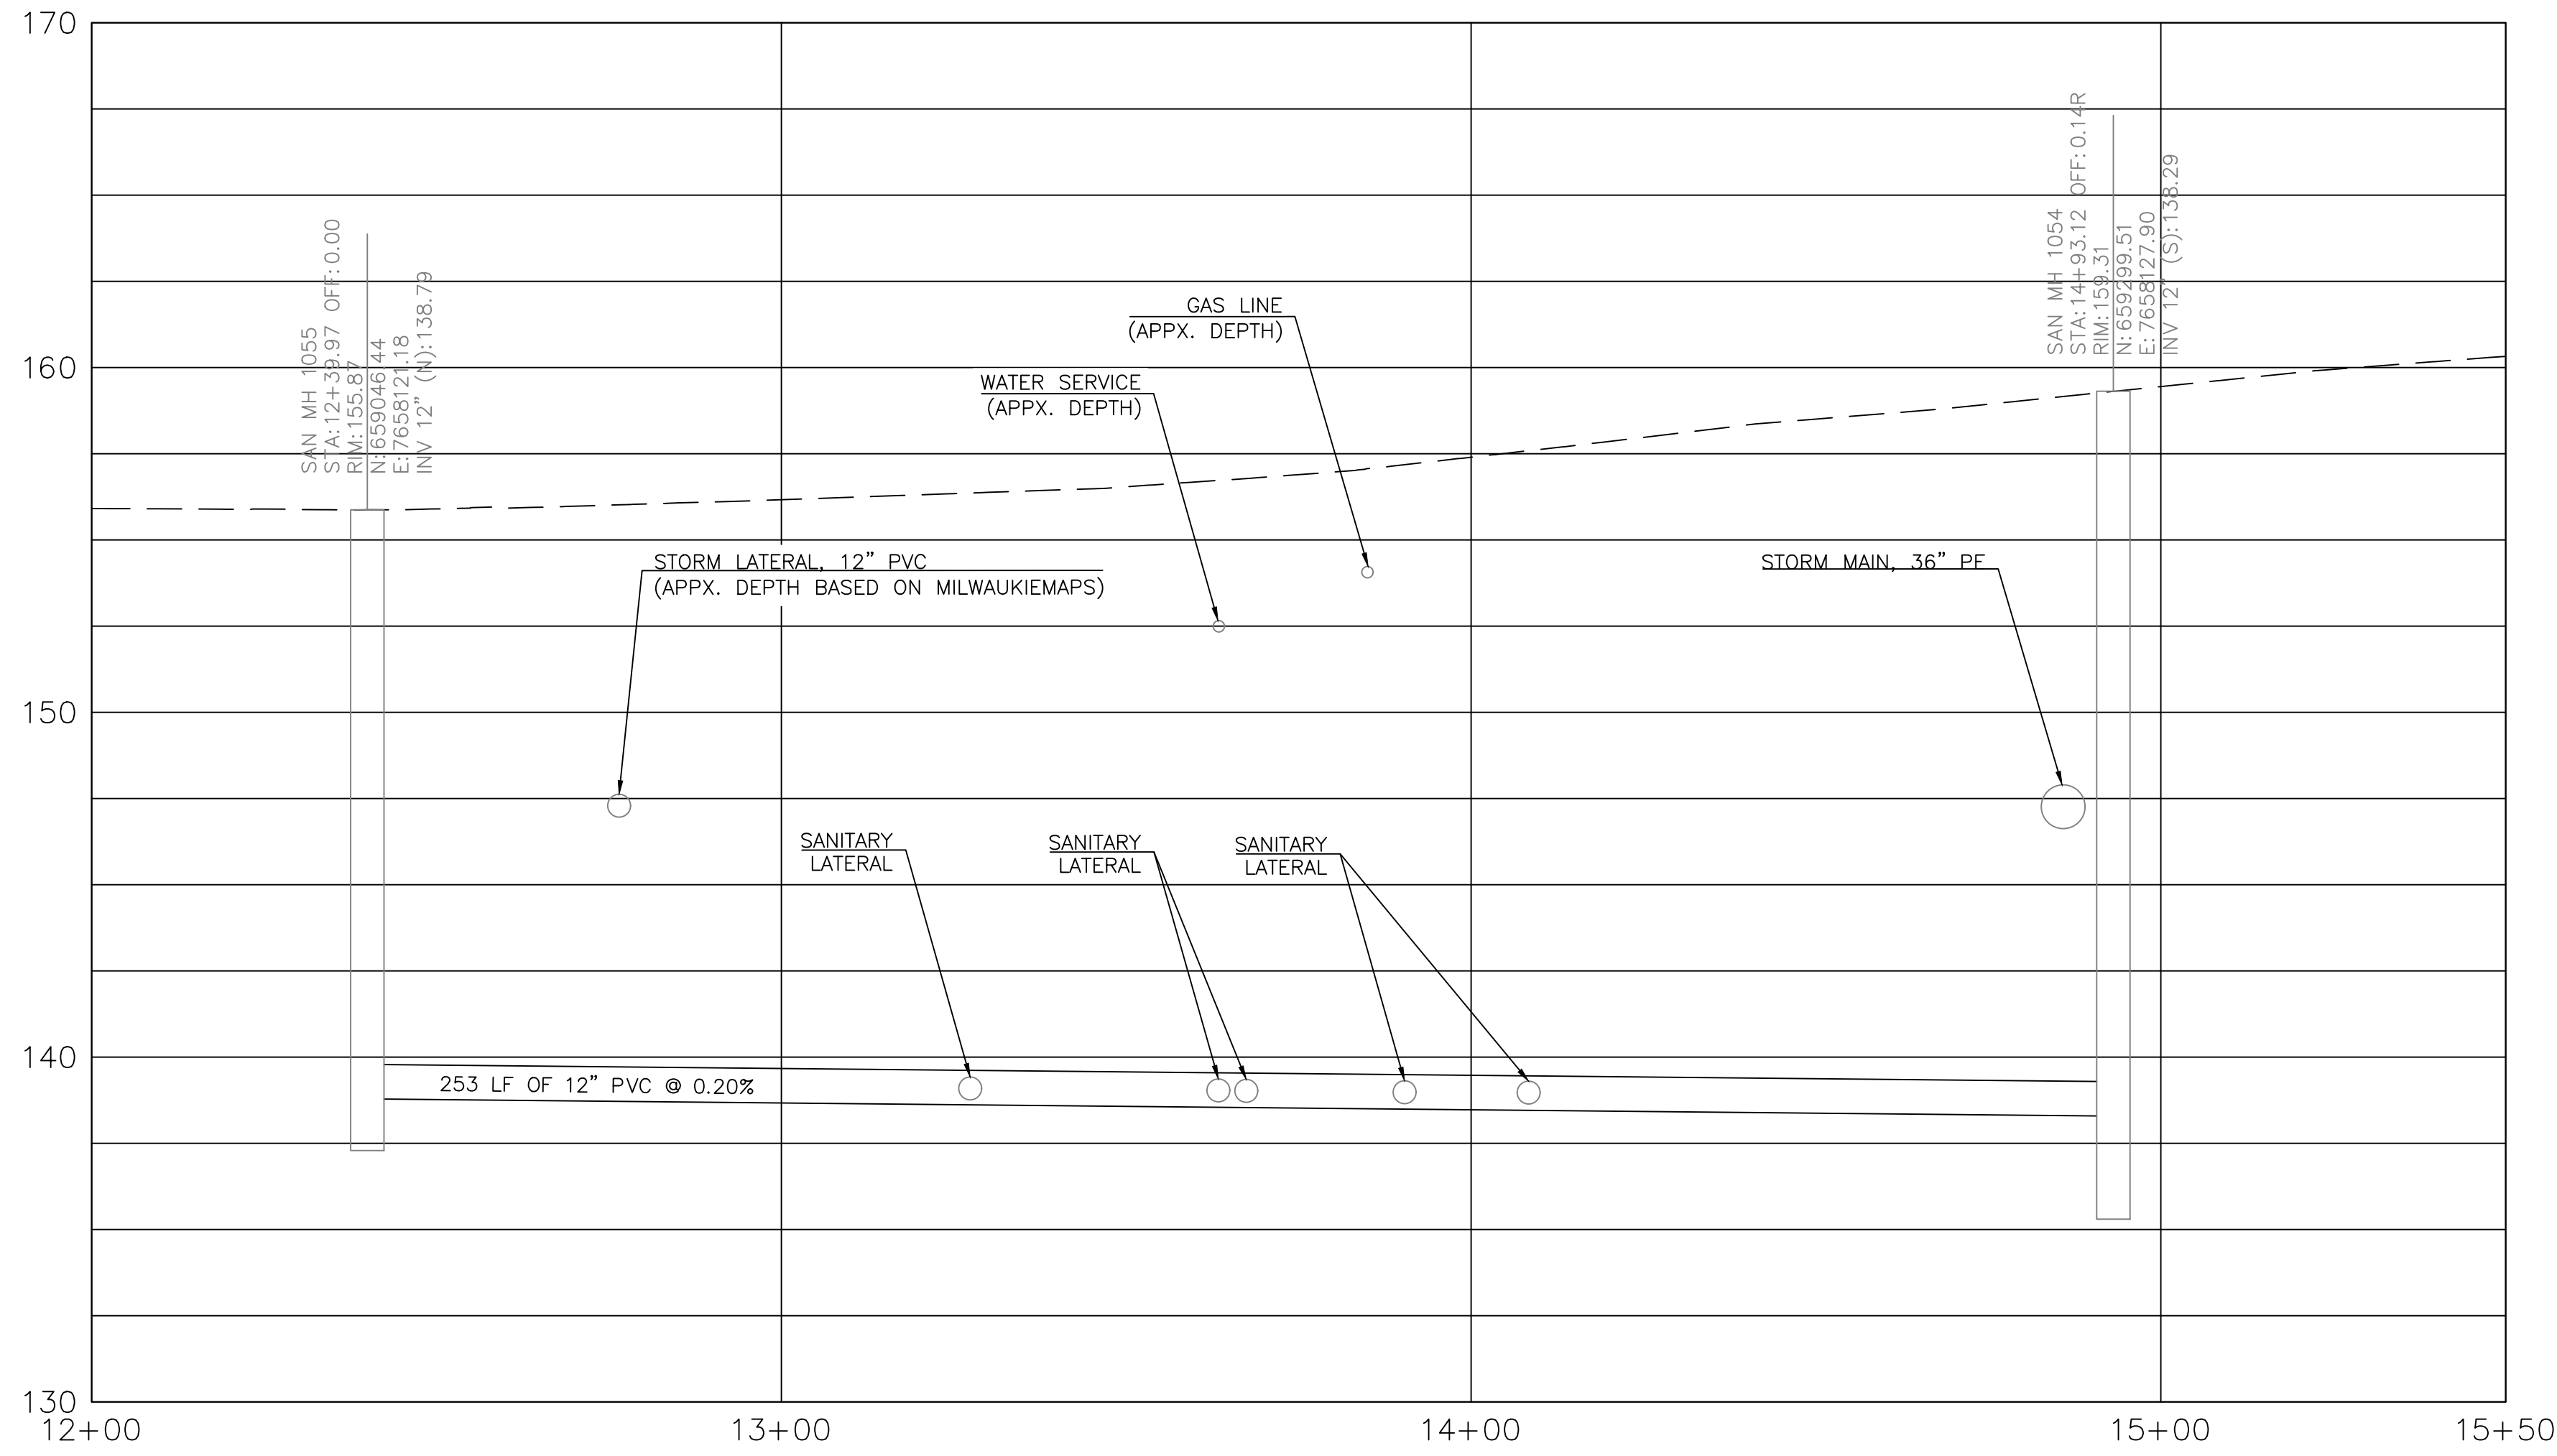 170
160
150
140
130
12+00
13+00
14+00
15+00
15+50
SAN MH 1055
STA:12+39.97 OFF:0.00
RIM:155.87
N:659046.44
E:7658121.18
INV 12" (N):138.79
SAN MH 1054
STA:14+93.12 OFF:0.14R
RIM:159.31
N:659299.51
E:7658127.90
INV 12" (S):138.29
GAS LINE
(APPX. DEPTH)
WATER SERVICE
(APPX. DEPTH)
STORM LATERAL, 12" PVC
(APPX. DEPTH BASED ON MILWAUKIEMAPS)
STORM MAIN, 36" PE
SANITARY
LATERAL
SANITARY
LATERAL
SANITARY
LATERAL
253 LF OF 12" PVC @ 0.20%